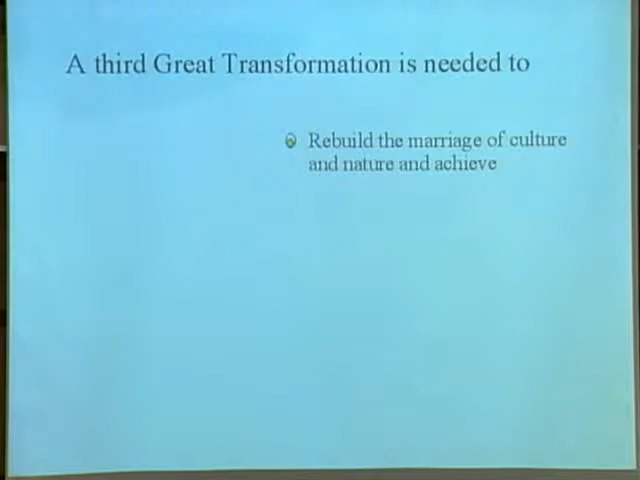 A third Great Transformation is needed to
Rebuild the marriage of culture
and nature and achieve